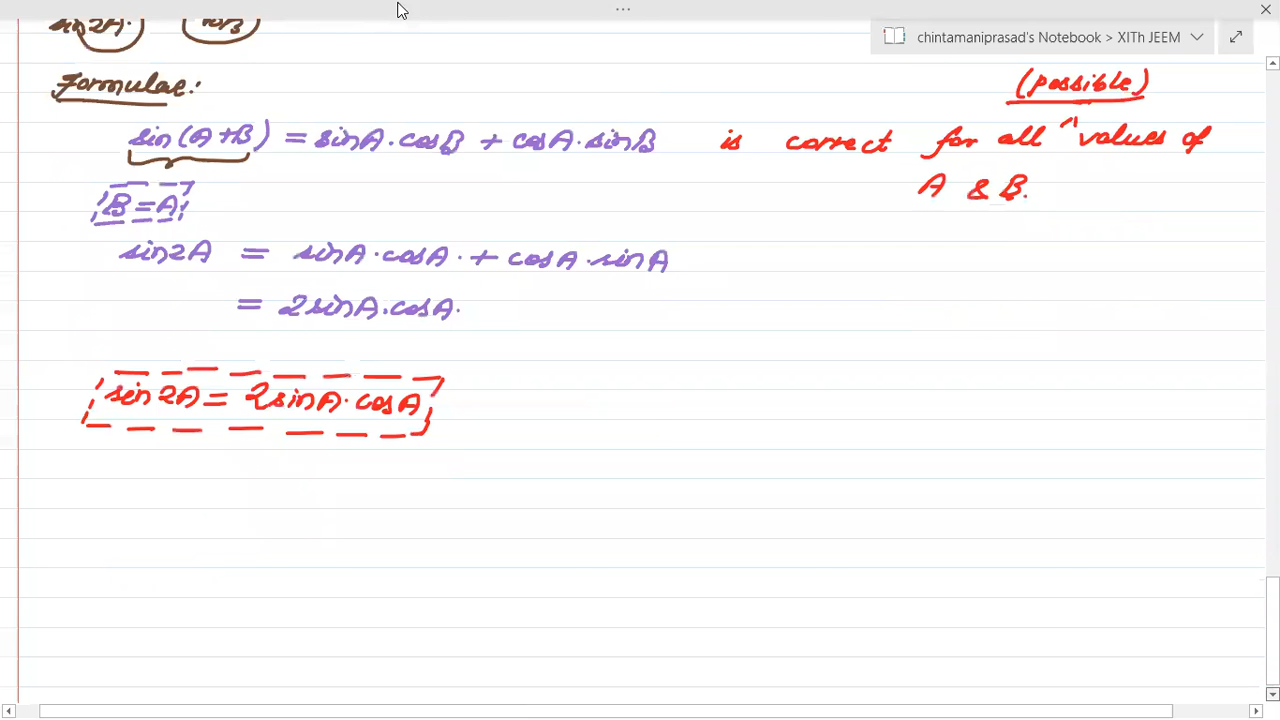 sin2A. 
chintamaniprasad's Notebook > XITh JEEM
Formulae:
(possible)
sin(A+B) = sinA·cosB + cosA·sinB is correct for all ^ values of
A & B.
B = A
sin2A = sinA·cosA· + cosA·sinA
= 2sinA·cosA·
sin2A = 2sinA·cosA